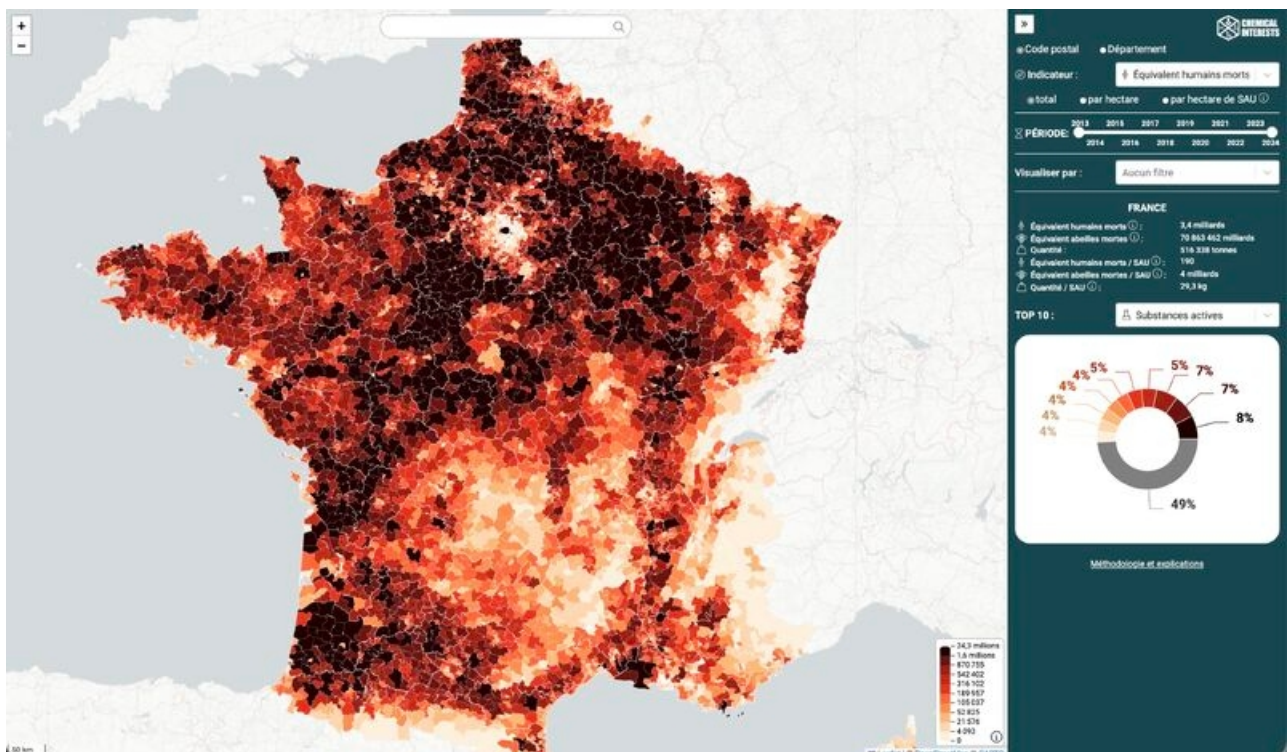 +
−
»
CHEMICAL
INTERESTS
Code postal Département
Indicateur : Équivalent humains morts
total par hectare par hectare de SAU
2013 2015 2017 2019 2021 2023
PÉRIODE:
2014 2016 2018 2020 2022 2024
Visualiser par : Aucun filtre
FRANCE
Équivalent humains morts : 3,4 milliards
Équivalent abeilles mortes : 70 863 462 milliards
Quantité : 516 338 tonnes
Équivalent humains morts / SAU : 190
Équivalent abeilles mortes / SAU : 4 milliards
Quantité / SAU : 29,3 kg
TOP 10 : Substances actives
5% 5% 7%
4% 7%
4%
4% 8%
4%
4%
49%
Méthodologie et explications
24,3 millions
1,6 millions
870 755
542 402
316 102
189 957
105 037
52 825
21 576
4 093
0
50 km